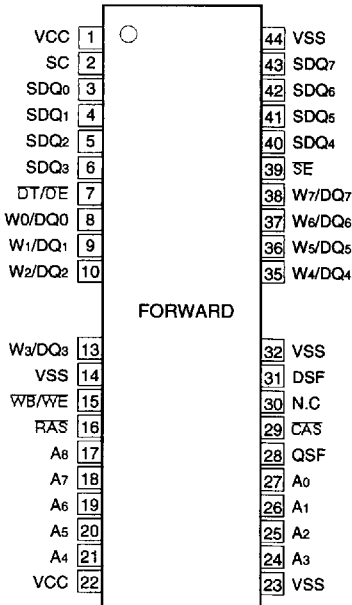 VCC 1 44 VSS
SC 2 43 SDQ7
SDQ0 3 42 SDQ6
SDQ1 4 41 SDQ5
SDQ2 5 40 SDQ4
SDQ3 6 39 SE
DT/OE 7 38 W7/DQ7
W0/DQ0 8 37 W6/DQ6
W1/DQ1 9 36 W5/DQ5
W2/DQ2 10 35 W4/DQ4
FORWARD
W3/DQ3 13 32 VSS
VSS 14 31 DSF
WB/WE 15 30 N.C
RAS 16 29 CAS
A8 17 28 QSF
A7 18 27 A0
A6 19 26 A1
A5 20 25 A2
A4 21 24 A3
VCC 22 23 VSS